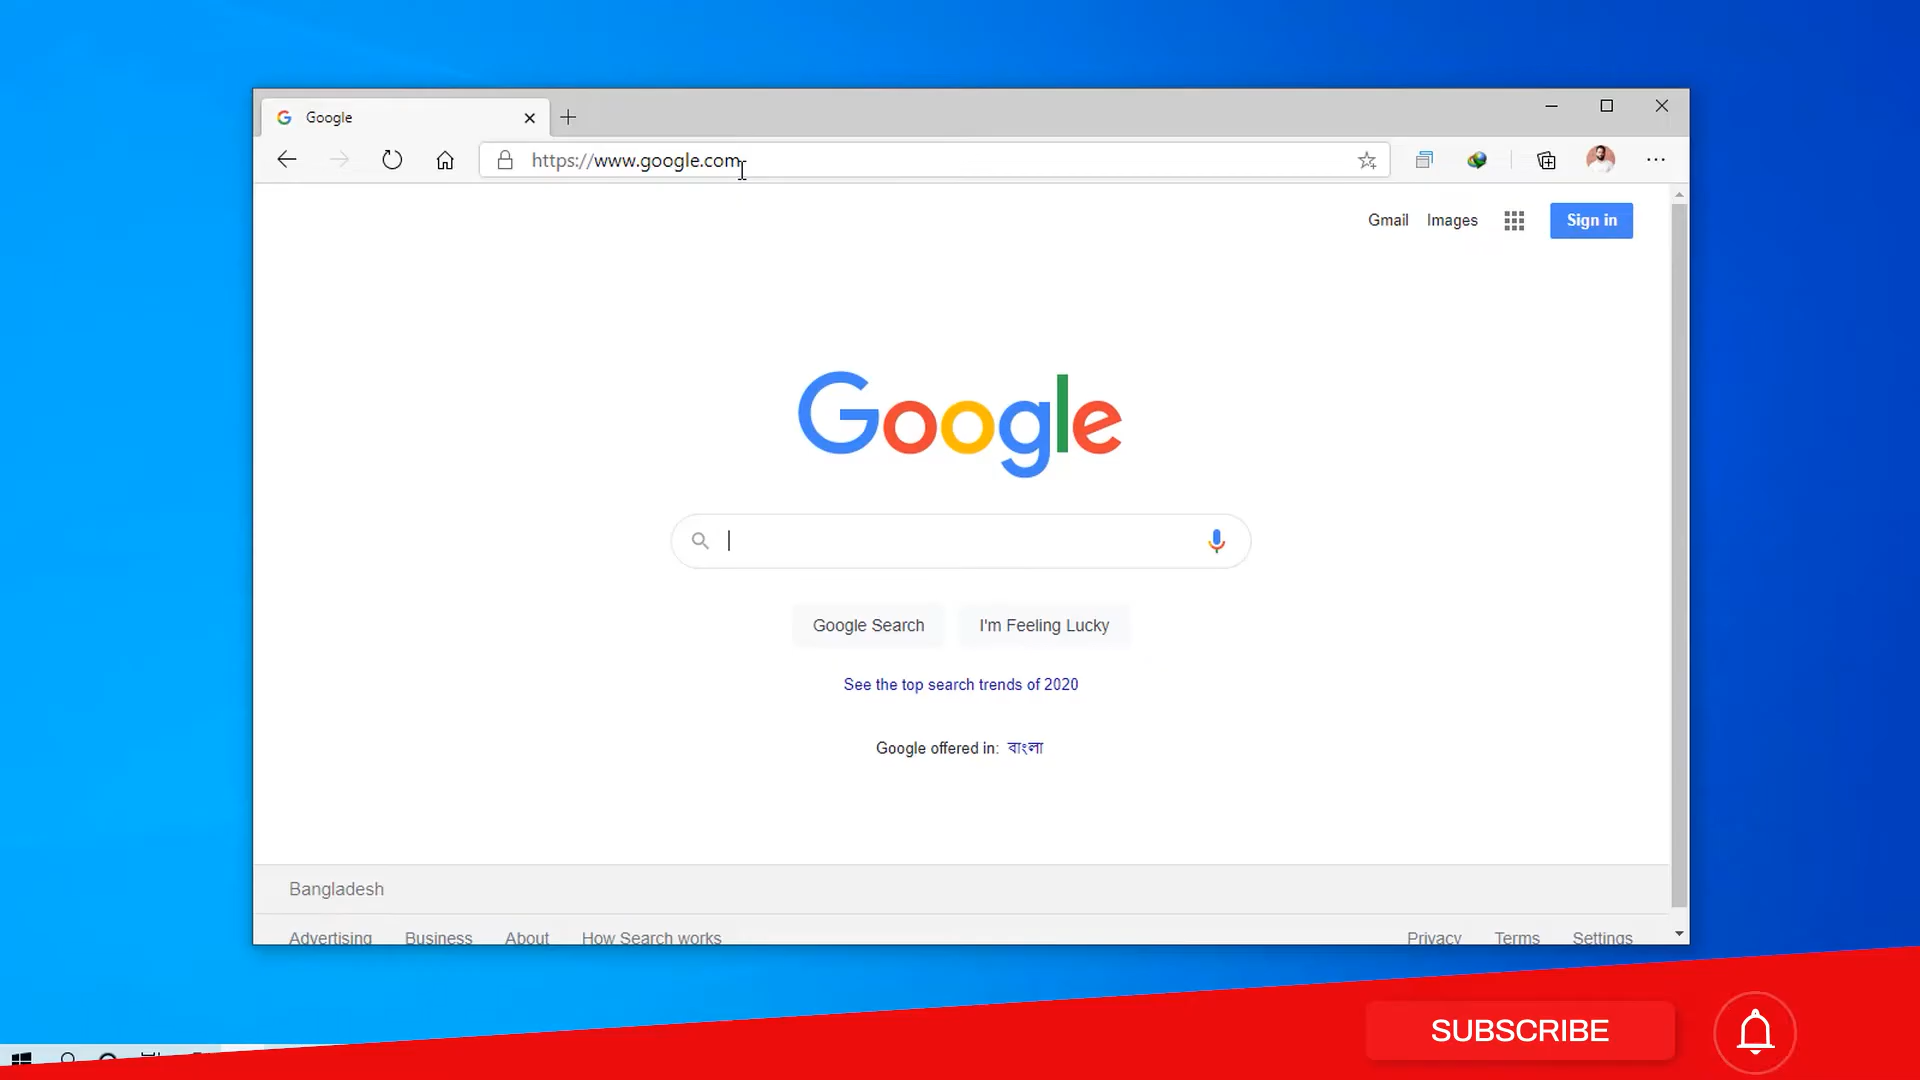 Google
https://www.google.com
Gmail Images Sign in
Google
Google Search I'm Feeling Lucky
See the top search trends of 2020
Google offered in: বাংলা
Bangladesh
Advertising Business About How Search works Privacy Terms Settings
SUBSCRIBE